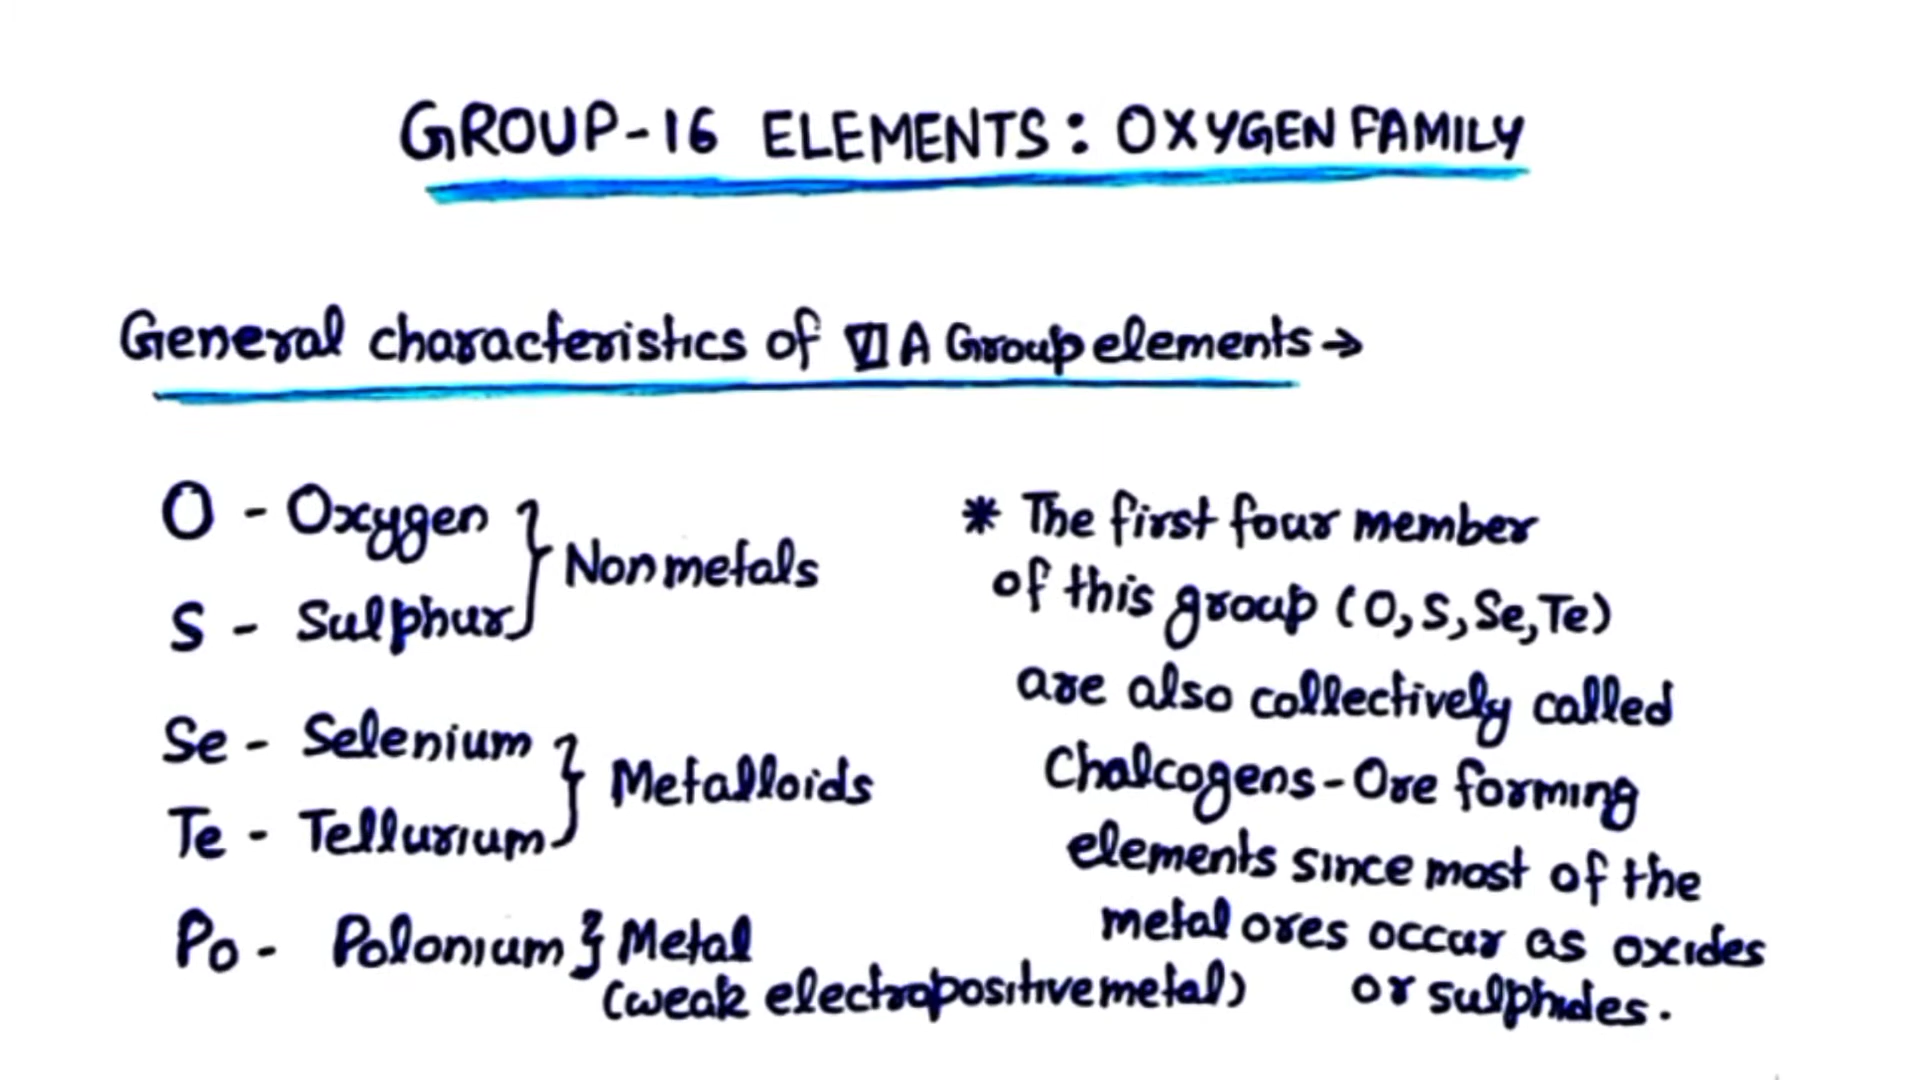 GROUP-16 ELEMENTS: OXYGEN FAMILY
General characteristics of VI A Group elements →
O - Oxygen
S - Sulphur
} Nonmetals
Se - Selenium
Te - Tellurium
} Metalloids
Po - Polonium } Metal
(weak electropositive metal)
* The first four member
of this group (O, S, Se, Te)
are also collectively called
Chalcogens - Ore forming
elements since most of the
metal ores occur as oxides
or sulphides.